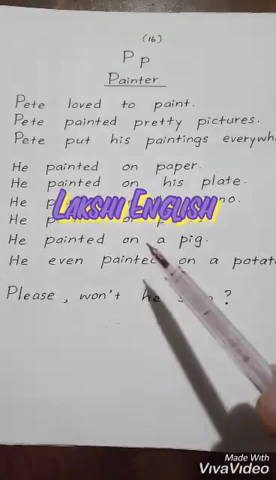 (16)
P p
Painter
Pete loved to paint.
Pete painted pretty pictures.
Pete put his paintings
He painted on paper.
He painted on his plate.
He
Lakshi English
He
He painted on a pig.
He even painted on a
Please, won't he ?
Made With
VivaVideo